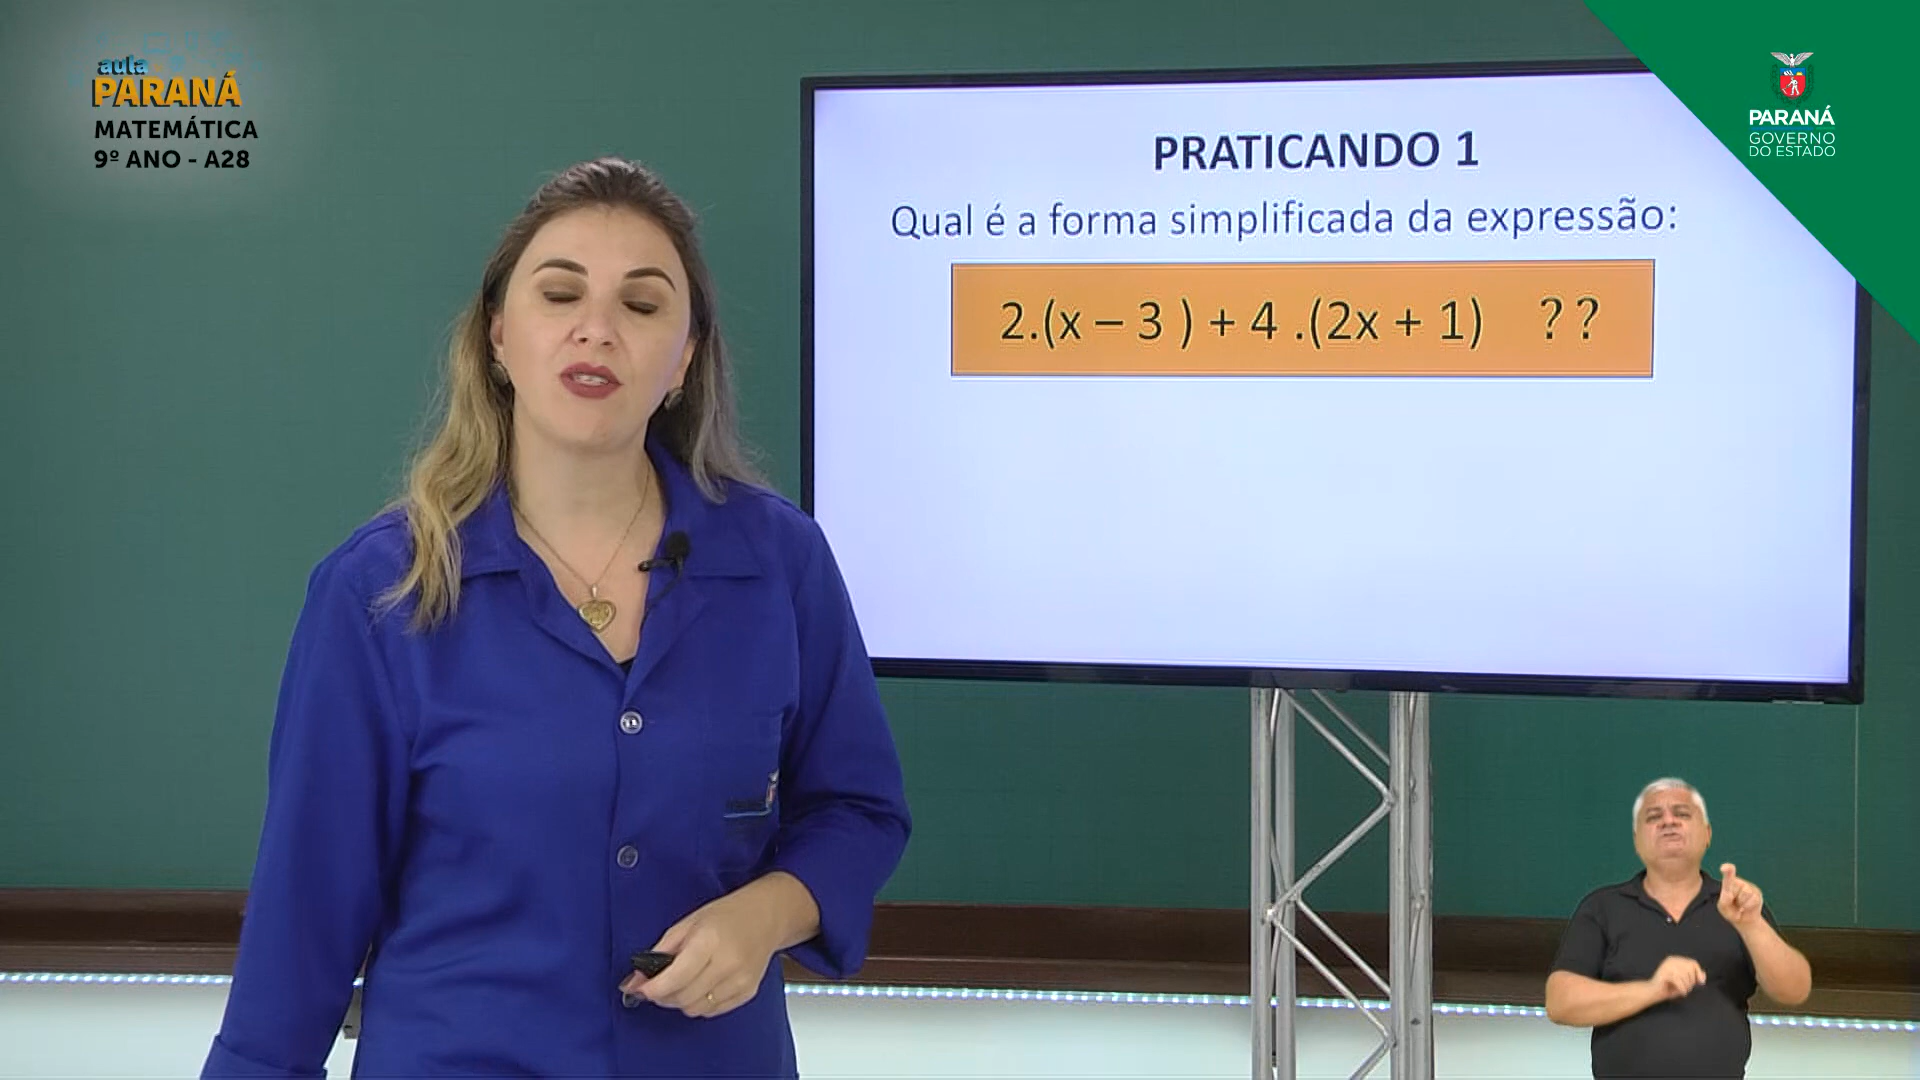 aula
PARANÁ
MATEMÁTICA
9º ANO - A28
PRATICANDO 1
Qual é a forma simplificada da expressão:
2.(x – 3 ) + 4 .(2x + 1) ? ?
PARANÁ
GOVERNO
DO ESTADO